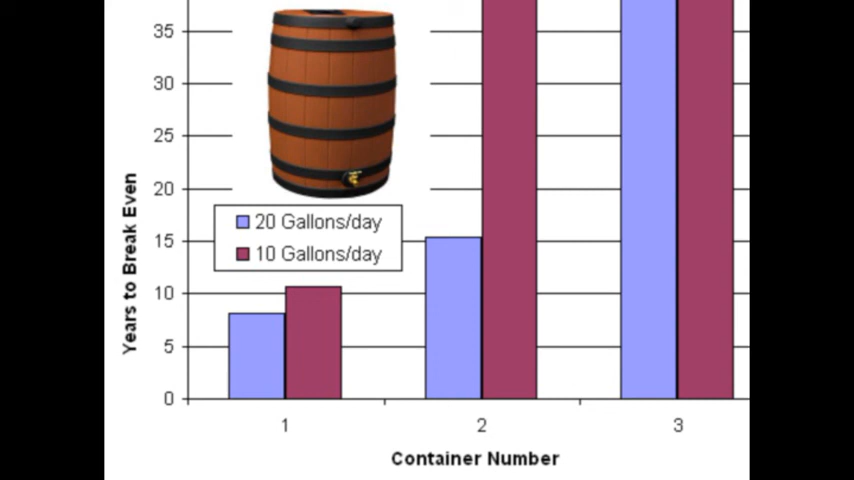 35
30
25
20
15
10
5
0
Years to Break Even
20 Gallons/day
10 Gallons/day
1 2 3
Container Number